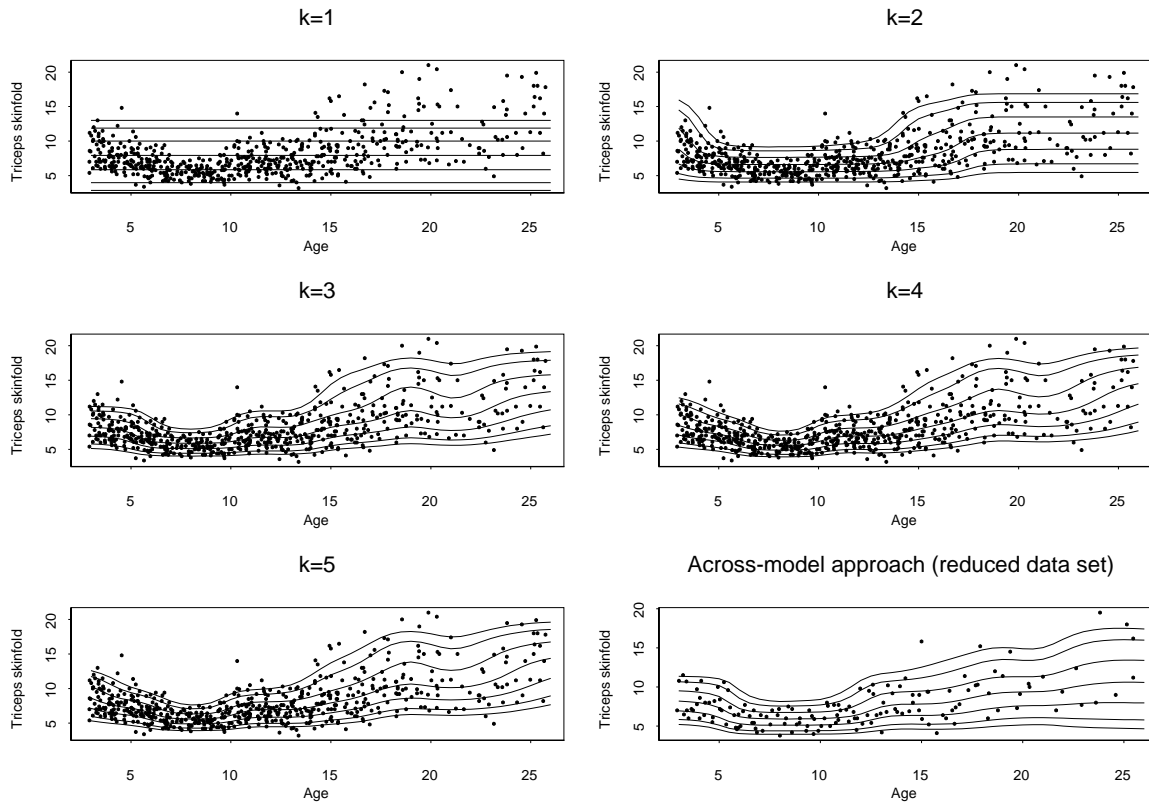 k=1
Triceps skinfold
5 10 15 20
5 10 15 20 25
Age
k=2
Triceps skinfold
5 10 15 20
5 10 15 20 25
Age
k=3
Triceps skinfold
5 10 15 20
5 10 15 20 25
Age
k=4
Triceps skinfold
5 10 15 20
5 10 15 20 25
Age
k=5
Triceps skinfold
5 10 15 20
5 10 15 20 25
Age
Across-model approach (reduced data set)
Triceps skinfold
5 10 15 20
5 10 15 20 25
Age